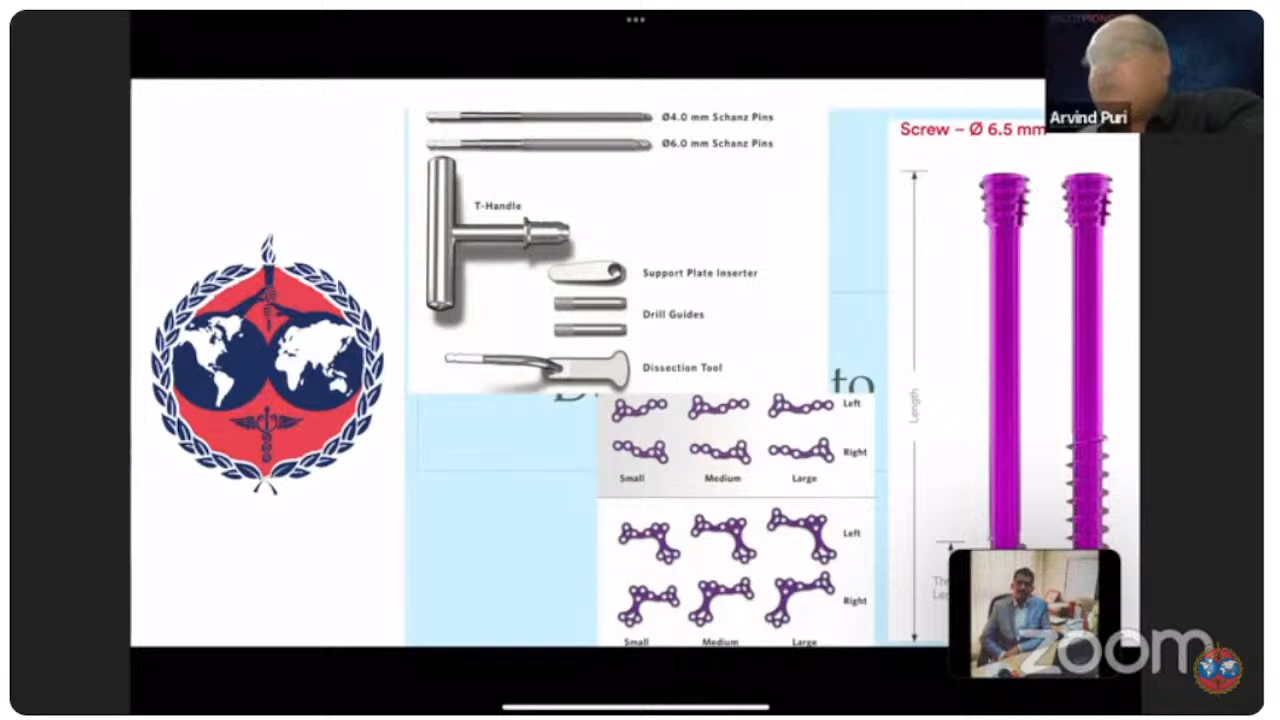 Ø4.0 mm Schanz Pins
Ø6.0 mm Schanz Pins
T-Handle
Support Plate Inserter
Drill Guides
Dissection Tool
to
Left
Right
Small Medium Large
Left
Right
Small Medium Large
Screw – Ø 6.5 mm
Length
Arvind Puri
zoom